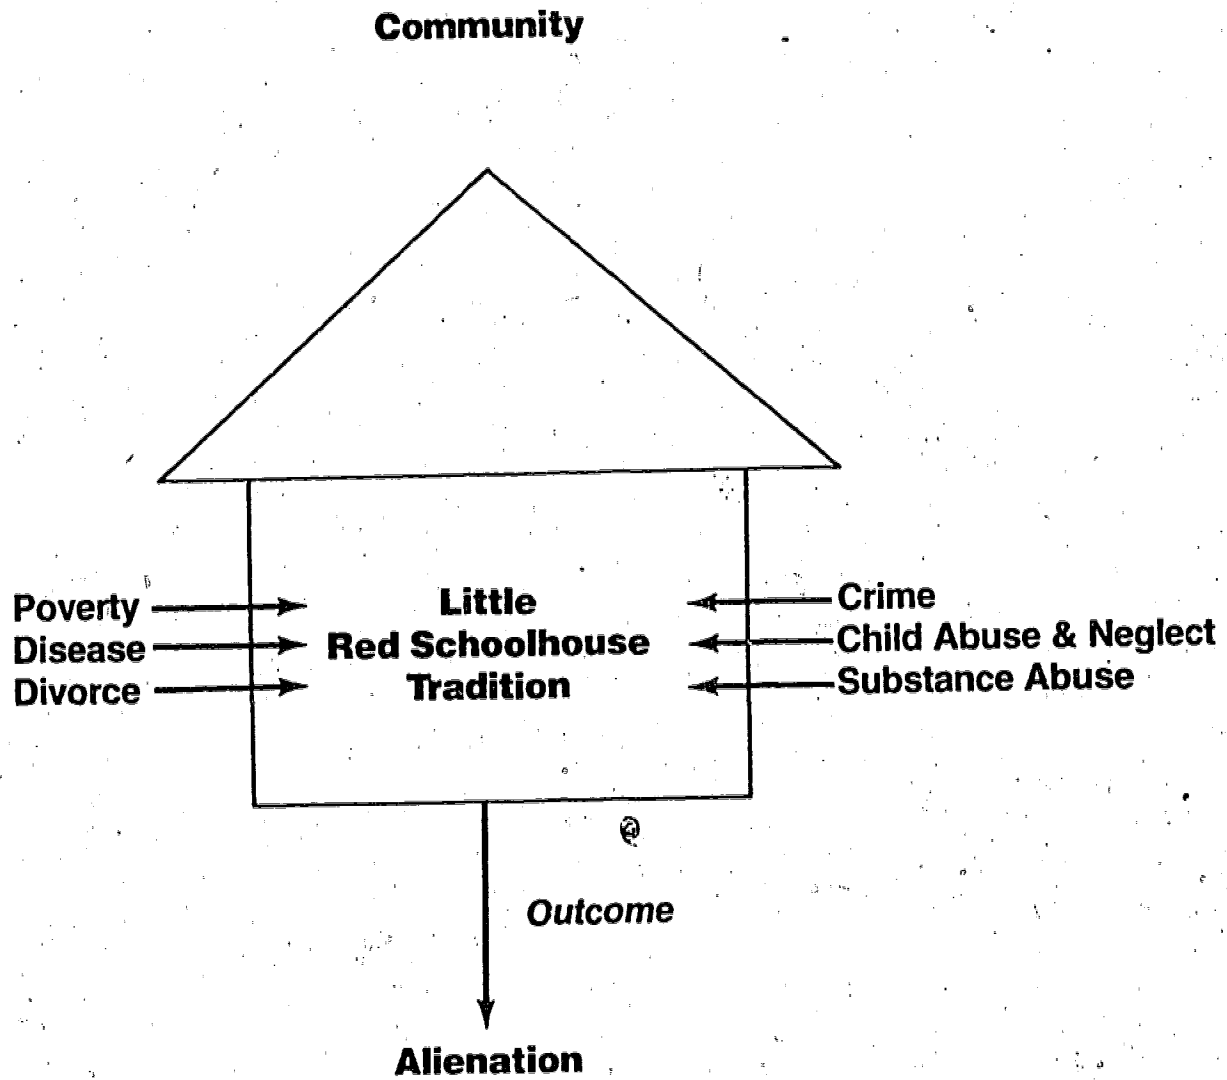 Community
Poverty
Disease
Divorce
Little
Red Schoolhouse
Tradition
Crime
Child Abuse & Neglect
Substance Abuse
Outcome
Alienation